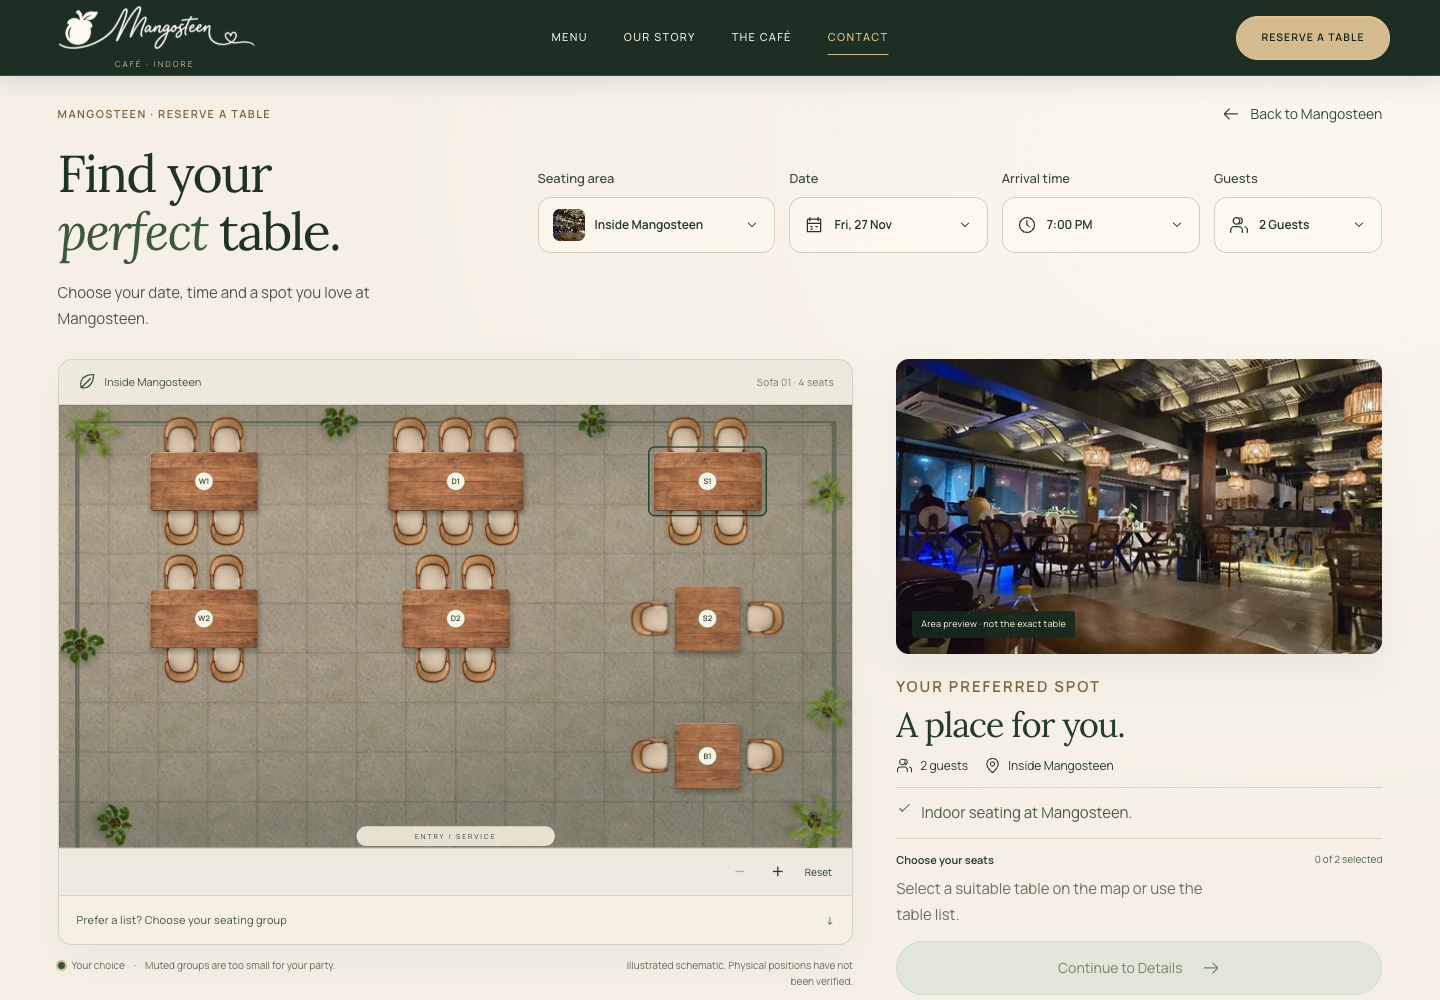 Mangosteen
CAFÉ · INDORE
MENU
OUR STORY
THE CAFÉ
CONTACT
RESERVE A TABLE
MANGOSTEEN · RESERVE A TABLE
Back to Mangosteen
Find your
perfect table.
Choose your date, time and a spot you love at
Mangosteen.
Seating area
Inside Mangosteen
Date
Fri, 27 Nov
Arrival time
7:00 PM
Guests
2 Guests
Inside Mangosteen
Sofa 01 · 4 seats
W1
D1
S1
W2
D2
S2
B1
ENTRY / SERVICE
Reset
Prefer a list? Choose your seating group
Your choice · Muted groups are too small for your party.
Illustrated schematic. Physical positions have not
been verified.
Area preview · not the exact table
YOUR PREFERRED SPOT
A place for you.
2 guests
Inside Mangosteen
Indoor seating at Mangosteen.
Choose your seats
0 of 2 selected
Select a suitable table on the map or use the
table list.
Continue to Details